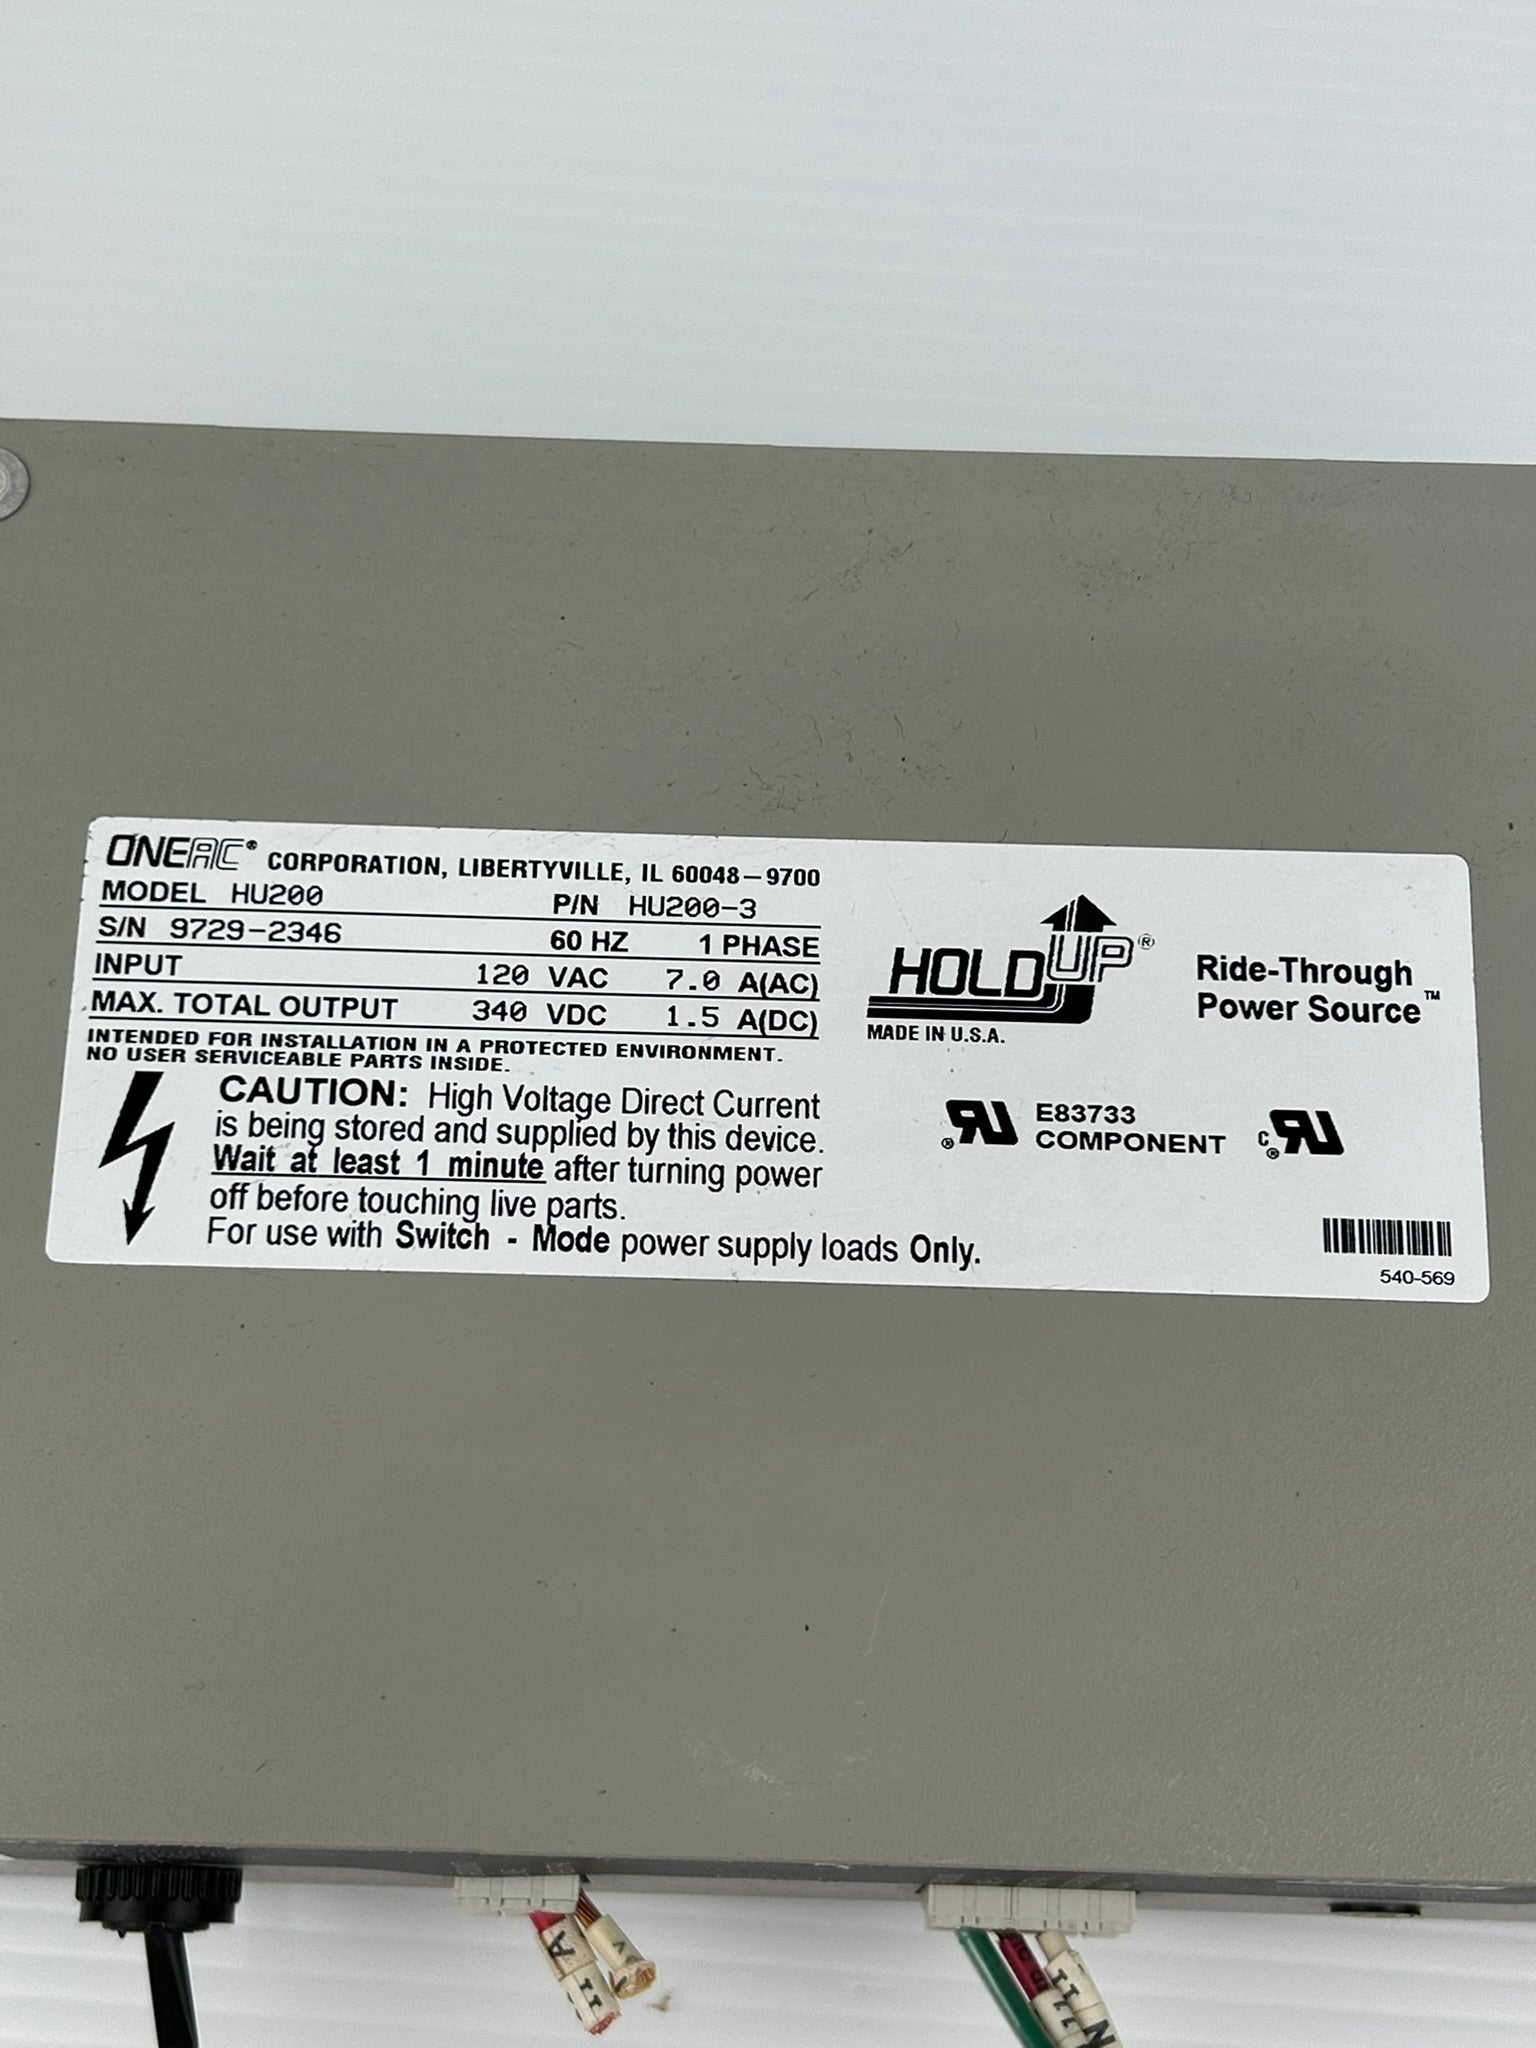 ONEAC® CORPORATION, LIBERTYVILLE, IL 60048-9700
MODEL HU200 P/N HU200-3
S/N 9729-2346 60 HZ 1 PHASE
INPUT 120 VAC 7.0 A(AC)
MAX. TOTAL OUTPUT 340 VDC 1.5 A(DC)
INTENDED FOR INSTALLATION IN A PROTECTED ENVIRONMENT.
NO USER SERVICEABLE PARTS INSIDE.
CAUTION: High Voltage Direct Current
is being stored and supplied by this device.
Wait at least 1 minute after turning power
off before touching live parts.
For use with Switch - Mode power supply loads Only.
HOLDUP®
MADE IN U.S.A.
Ride-Through
Power Source™
E83733
COMPONENT
540-569
A
11
11
N11